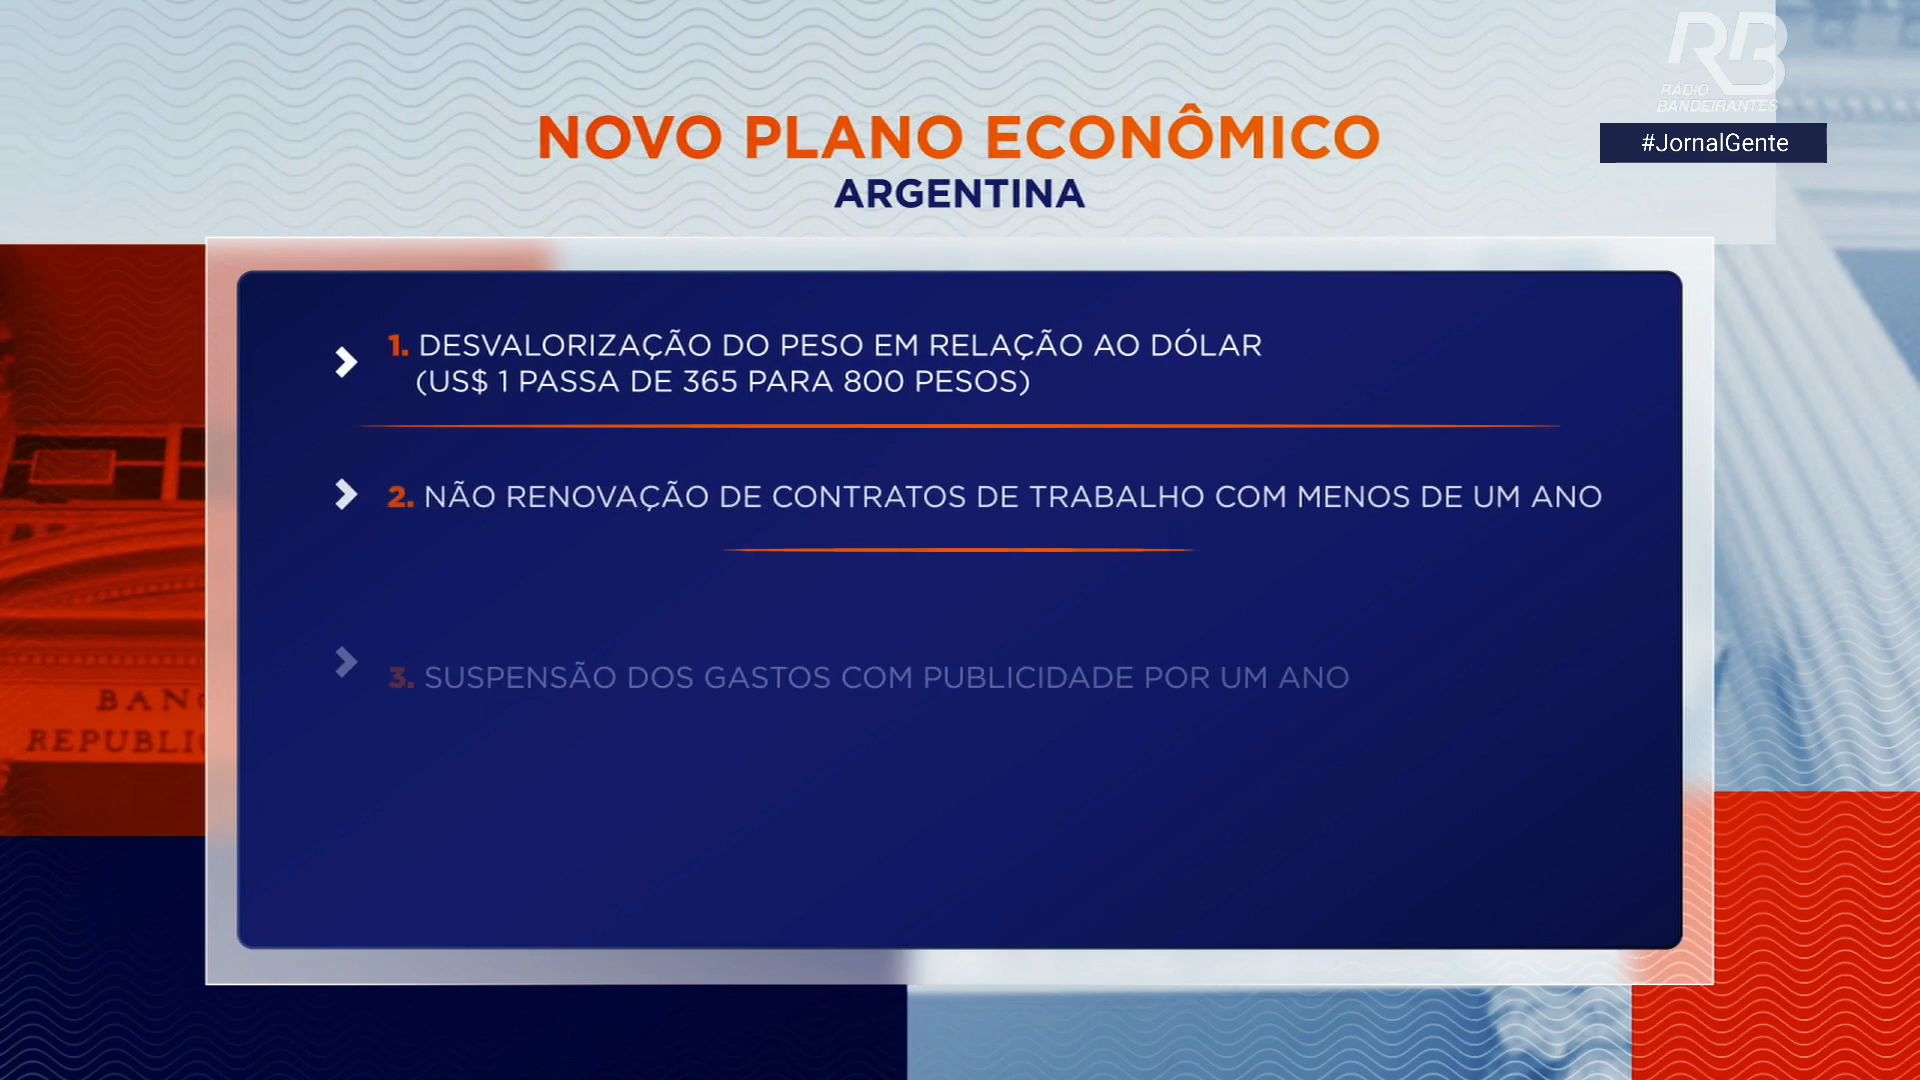 RB
RÁDIO
BANDEIRANTES
#JornalGente
NOVO PLANO ECONÔMICO
ARGENTINA
1. DESVALORIZAÇÃO DO PESO EM RELAÇÃO AO DÓLAR
(US$ 1 PASSA DE 365 PARA 800 PESOS)
2. NÃO RENOVAÇÃO DE CONTRATOS DE TRABALHO COM MENOS DE UM ANO
3. SUSPENSÃO DOS GASTOS COM PUBLICIDADE POR UM ANO
BANC
REPUBLI